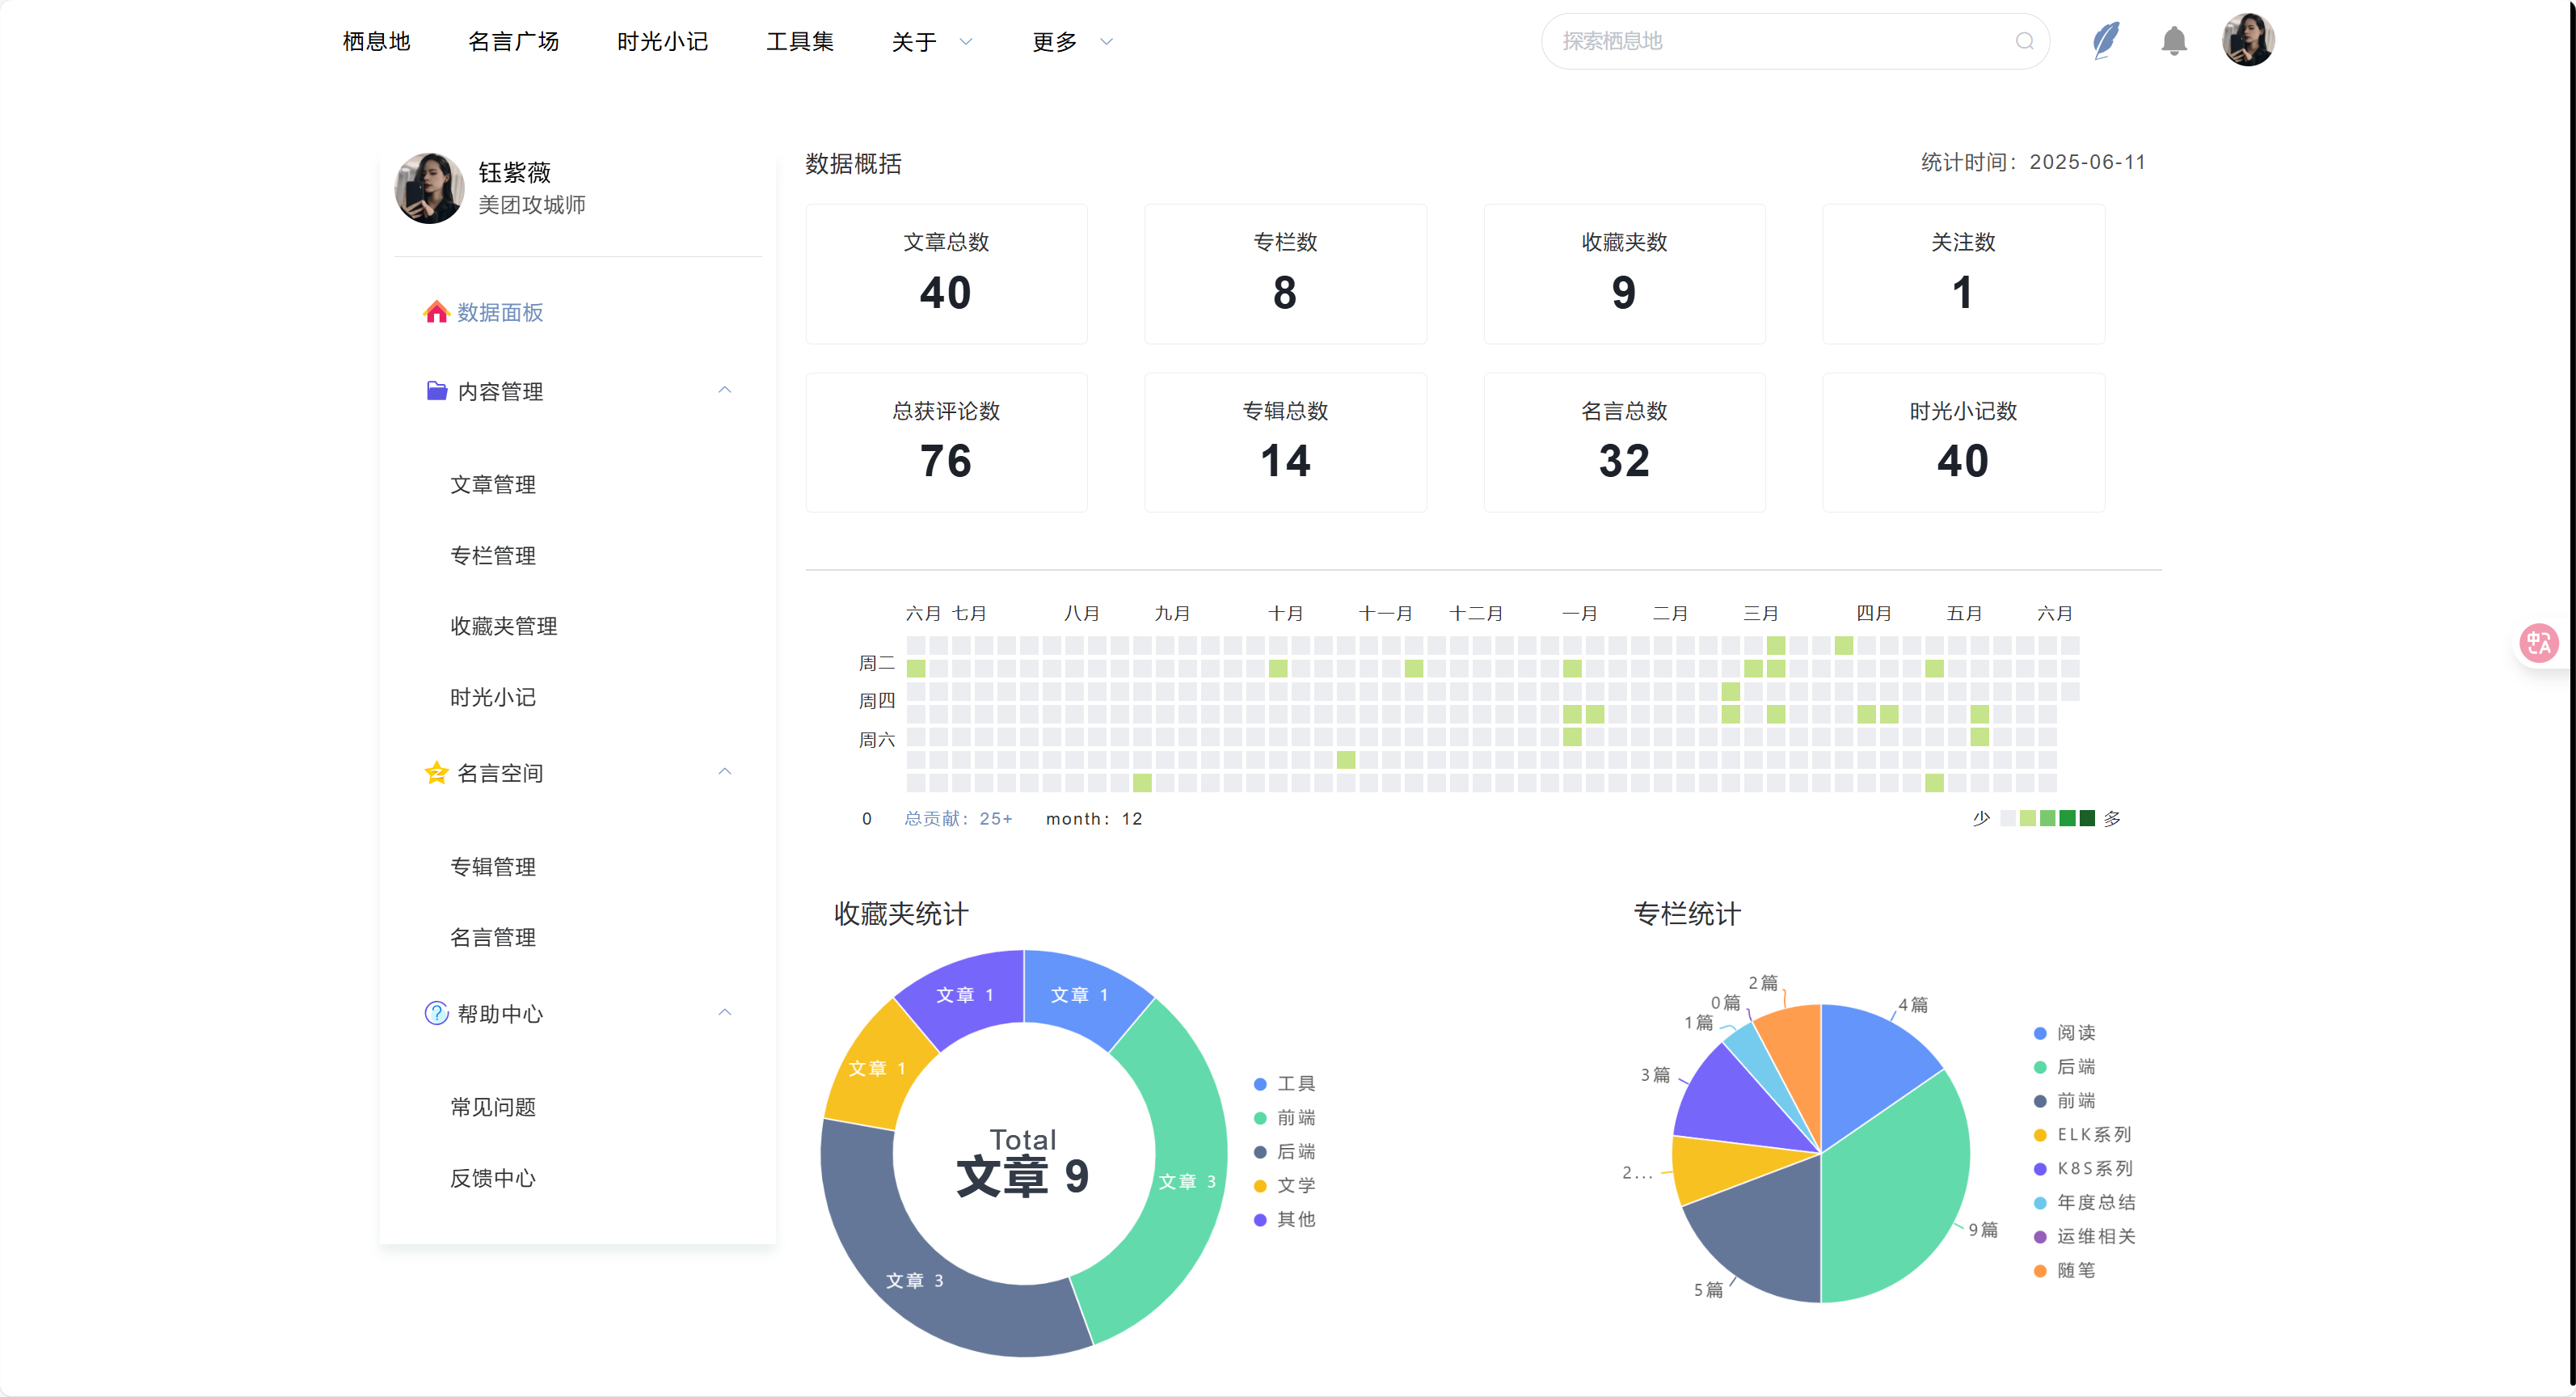 栖息地 名言广场 时光小记 工具集 关于 更多 探索栖息地
钰紫薇
美团攻城师
数据面板
内容管理
文章管理
专栏管理
收藏夹管理
时光小记
名言空间
专辑管理
名言管理
帮助中心
常见问题
反馈中心
数据概括 统计时间：2025-06-11
文章总数 专栏数 收藏夹数 关注数
40 8 9 1
总获评论数 专辑总数 名言总数 时光小记数
76 14 32 40
六月 七月 八月 九月 十月 十一月 十二月 一月 二月 三月 四月 五月 六月
周二
周四
周六
0 总贡献：25+ month：12 少 多
收藏夹统计
文章 1 文章 1
文章 1
Total
文章 9
文章 3
文章 3
工具
前端
后端
文学
其他
专栏统计
2篇
0篇 4篇
1篇
3篇
2...
9篇
5篇
阅读
后端
前端
ELK系列
K8S系列
年度总结
运维相关
随笔
中 A